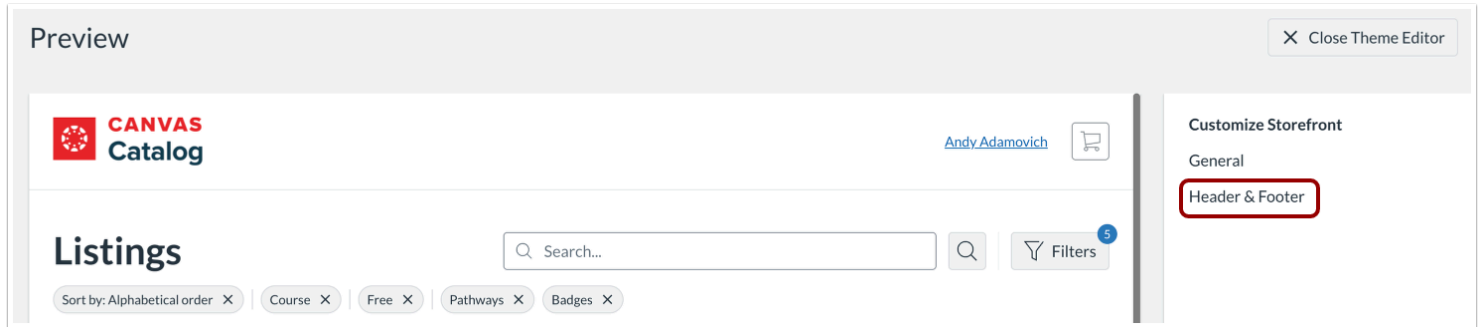 Preview
Close Theme Editor
CANVAS
Catalog
Andy Adamovich
Listings
Search...
Filters
5
Sort by: Alphabetical order
Course
Free
Pathways
Badges
Customize Storefront
General
Header & Footer